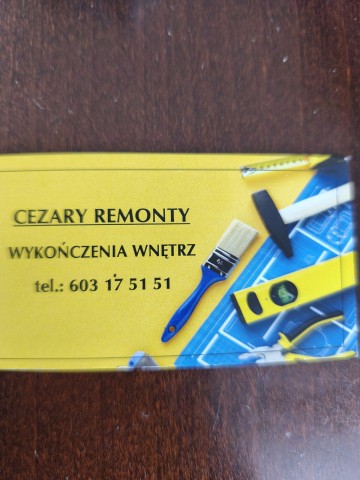 CEZARY REMONTY
WYKOŃCZENIA WNĘTRZ
tel.: 603 17 51 51